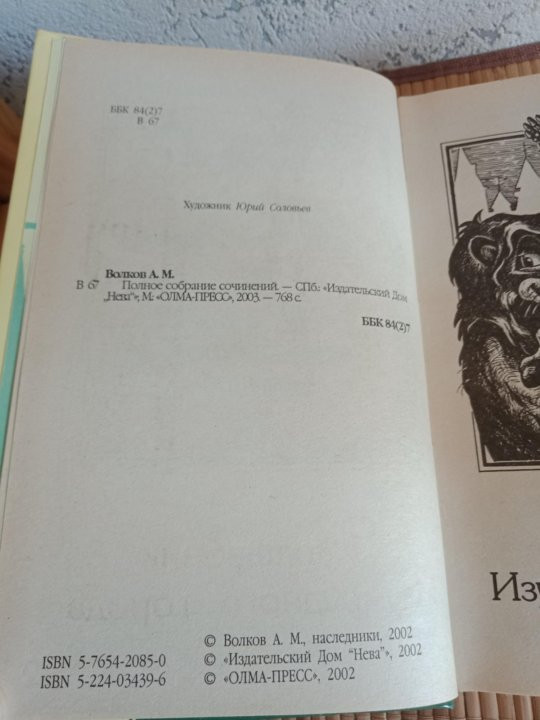 ББК 84(2)7
В 67
Художник Юрий Соловьев
Волков А. М.
В 67 Полное собрание сочинений. — СПб.: «Издательский Дом
„Нева“»; М: «ОЛМА-ПРЕСС», 2003. — 768 с.
ББК 84(2)7
© Волков А. М., наследники, 2002
ISBN 5-7654-2085-0 © «Издательский Дом "Нева"», 2002
ISBN 5-224-03439-6 © «ОЛМА-ПРЕСС», 2002